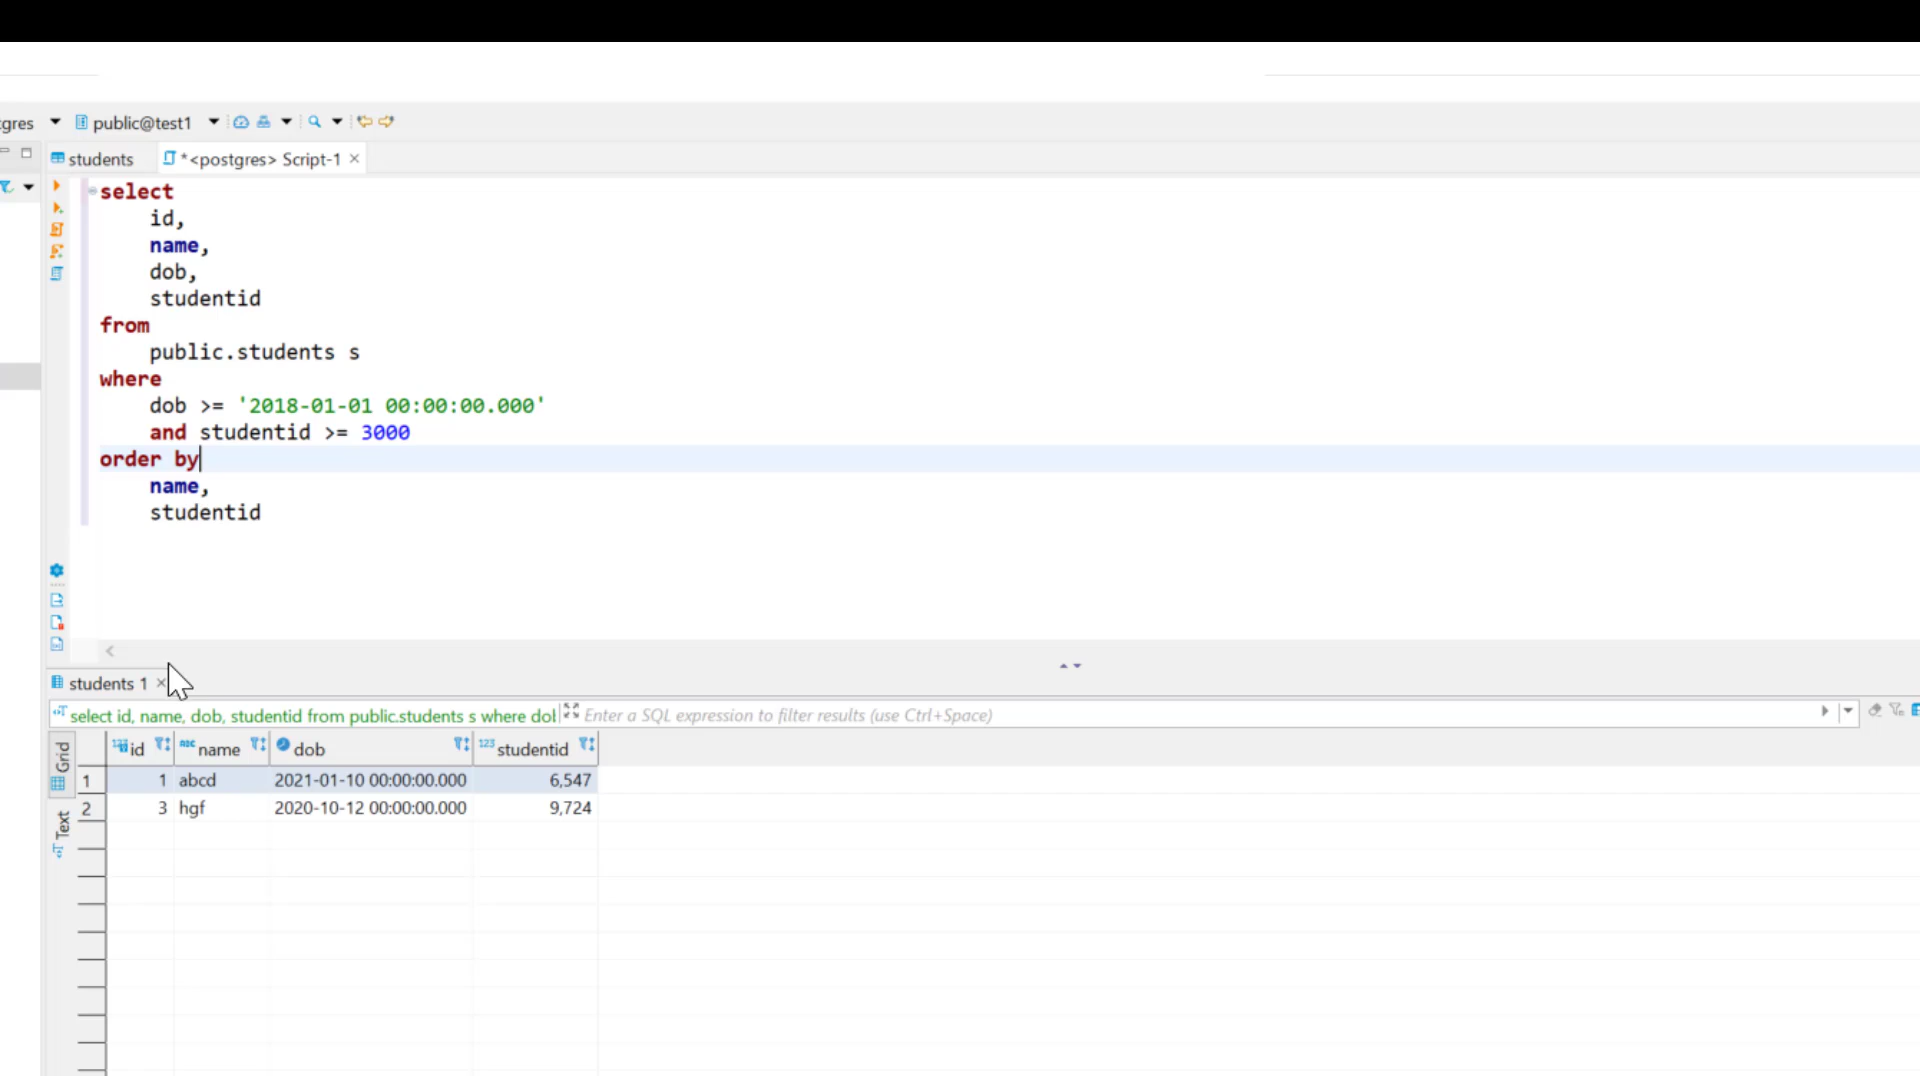 gres public@test1
students *<postgres> Script-1
select
id,
name,
dob,
studentid
from
public.students s
where
dob >= '2018-01-01 00:00:00.000'
and studentid >= 3000
order by
name,
studentid
students 1
select id, name, dob, studentid from public.students s where dol Enter a SQL expression to filter results (use Ctrl+Space)
Grid
Text
123 id ABC name dob 123 studentid
1 1 abcd 2021-01-10 00:00:00.000 6,547
2 3 hgf 2020-10-12 00:00:00.000 9,724